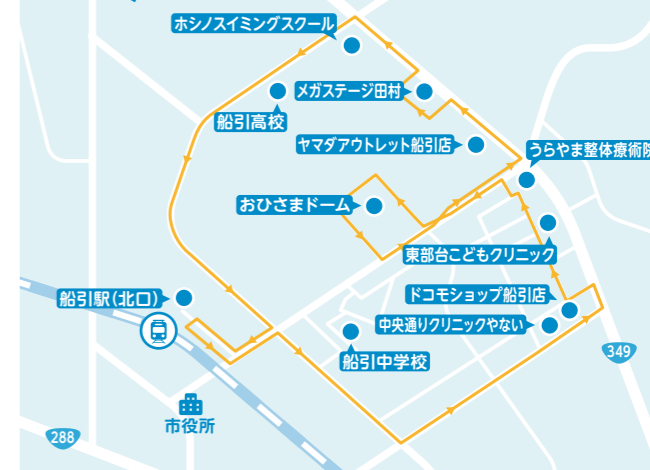 ホシノスイミングスクール
メガステージ田村
船引高校
ヤマダアウトレット船引店
うらやま整体療術院
おひさまドーム
東部台こどもクリニック
船引駅(北口)
ドコモショップ船引店
中央通りクリニックやない
船引中学校
349
市役所
288